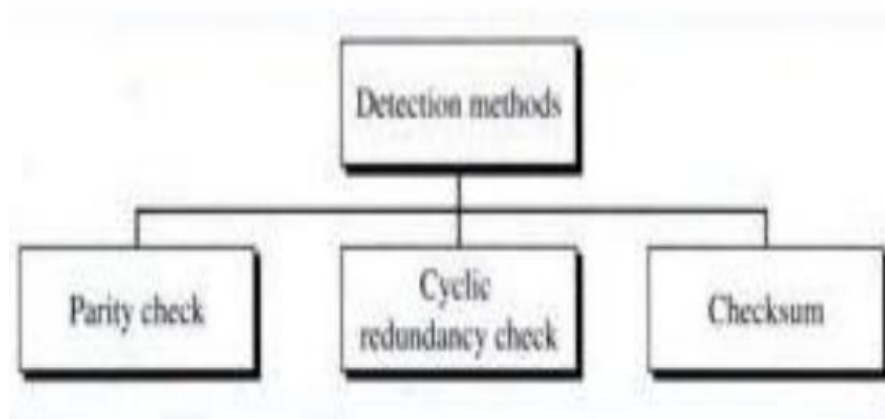 Detection methods
Parity check
Cyclic
redundancy check
Checksum